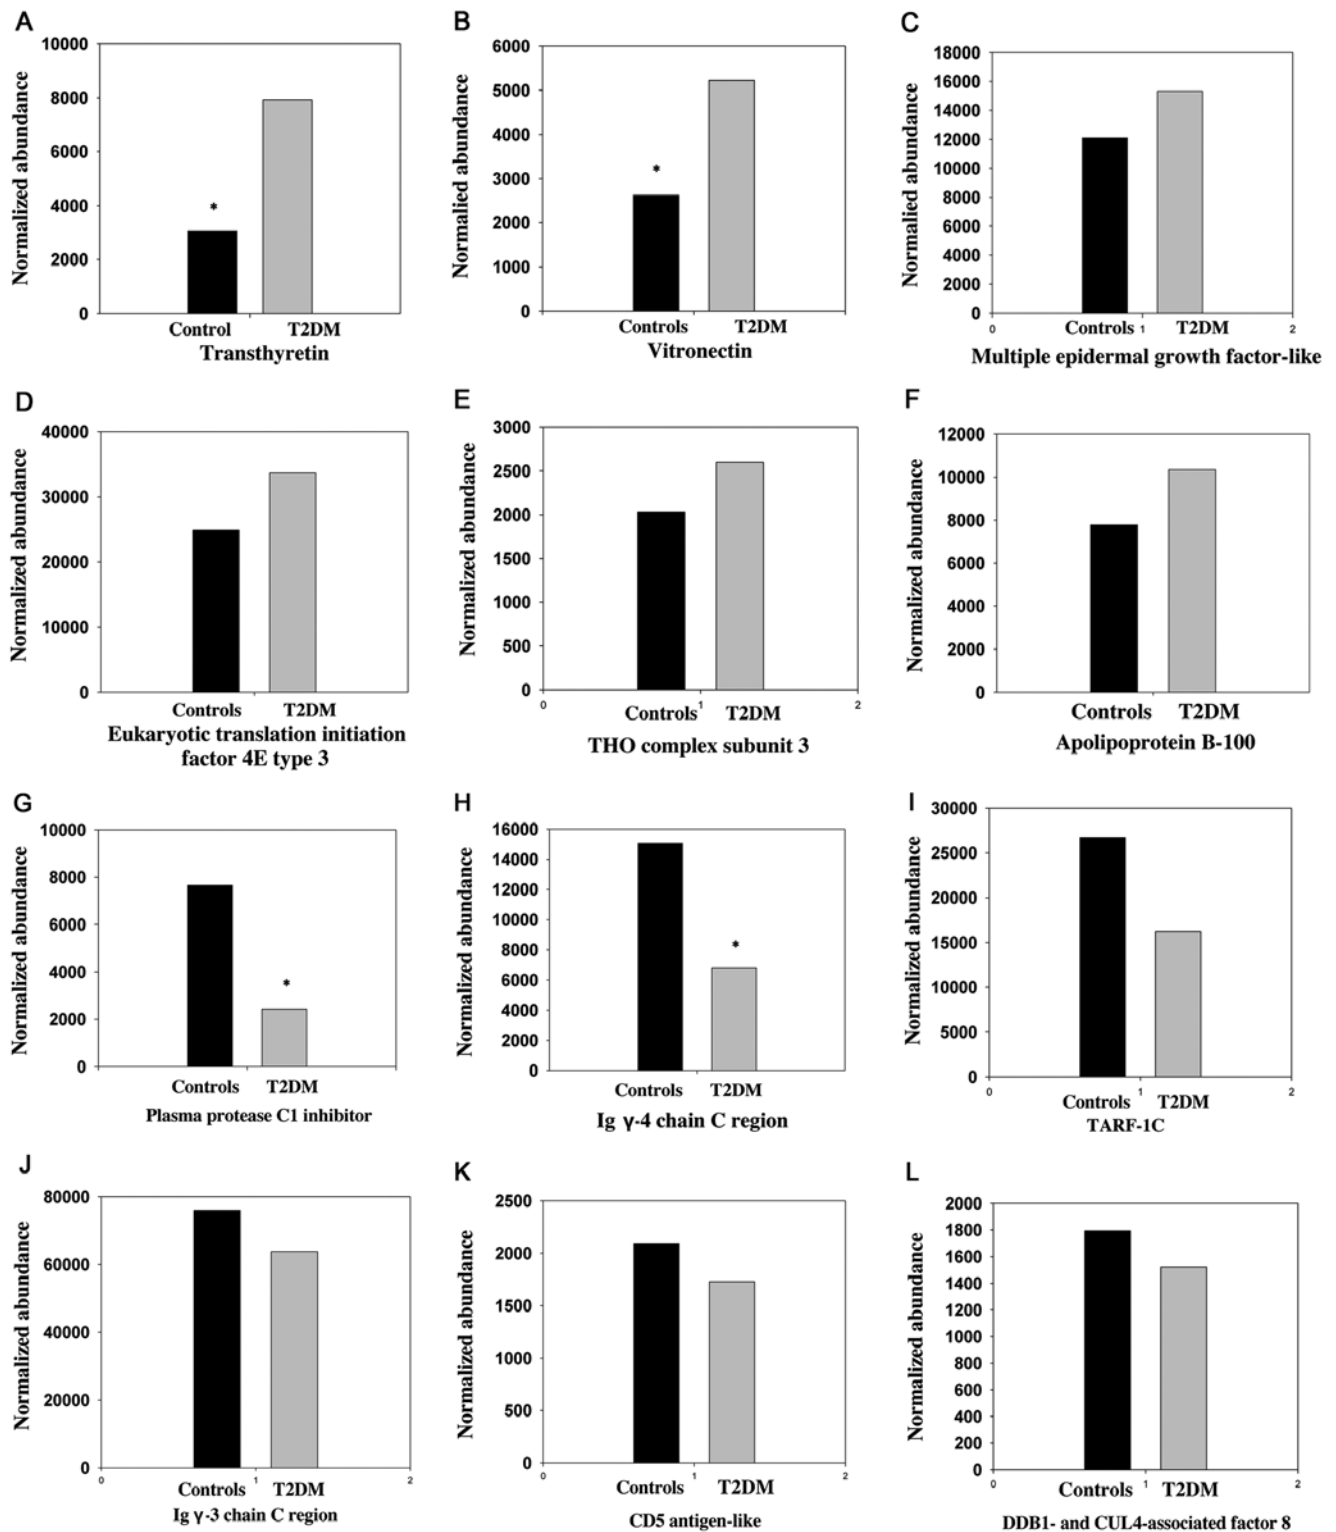 A
Normalized abundance
10000
8000
6000
4000
2000
0
*
Control T2DM
Transthyretin
B
Normalied abundance
6000
5000
4000
3000
2000
1000
0
*
Controls T2DM
Vitronectin
C
Normalied abundance
18000
16000
14000
12000
10000
8000
6000
4000
2000
0
0 Controls 1 T2DM 2
Multiple epidermal growth factor-like
D
Normalized abundance
40000
30000
20000
10000
0
Controls T2DM
Eukaryotic translation initiation
factor 4E type 3
E
Normalized abundance
3000
2500
2000
1500
1000
500
0
0 Controls 1 T2DM 2
THO complex subunit 3
F
Normalized abundance
12000
10000
8000
6000
4000
2000
0
Controls T2DM
Apolipoprotein B-100
G
Normalized abundance
10000
8000
6000
4000
2000
0
*
Controls T2DM
Plasma protease C1 inhibitor
H
Normalized abundance
16000
14000
12000
10000
8000
6000
4000
2000
0
*
Controls T2DM
Ig γ-4 chain C region
I
Normalized abundance
30000
25000
20000
15000
10000
5000
0
0 Controls 1 T2DM 2
TARF-1C
J
Normalized abundance
80000
60000
40000
20000
0
0 1 2
Controls T2DM
Ig γ-3 chain C region
K
Normalized abundance
2500
2000
1500
1000
500
0
0 1 2
Controls T2DM
CD5 antigen-like
L
Normalized abundance
2000
1800
1600
1400
1200
1000
800
600
400
200
0
0 1 2
Controls T2DM
DDB1- and CUL4-associated factor 8